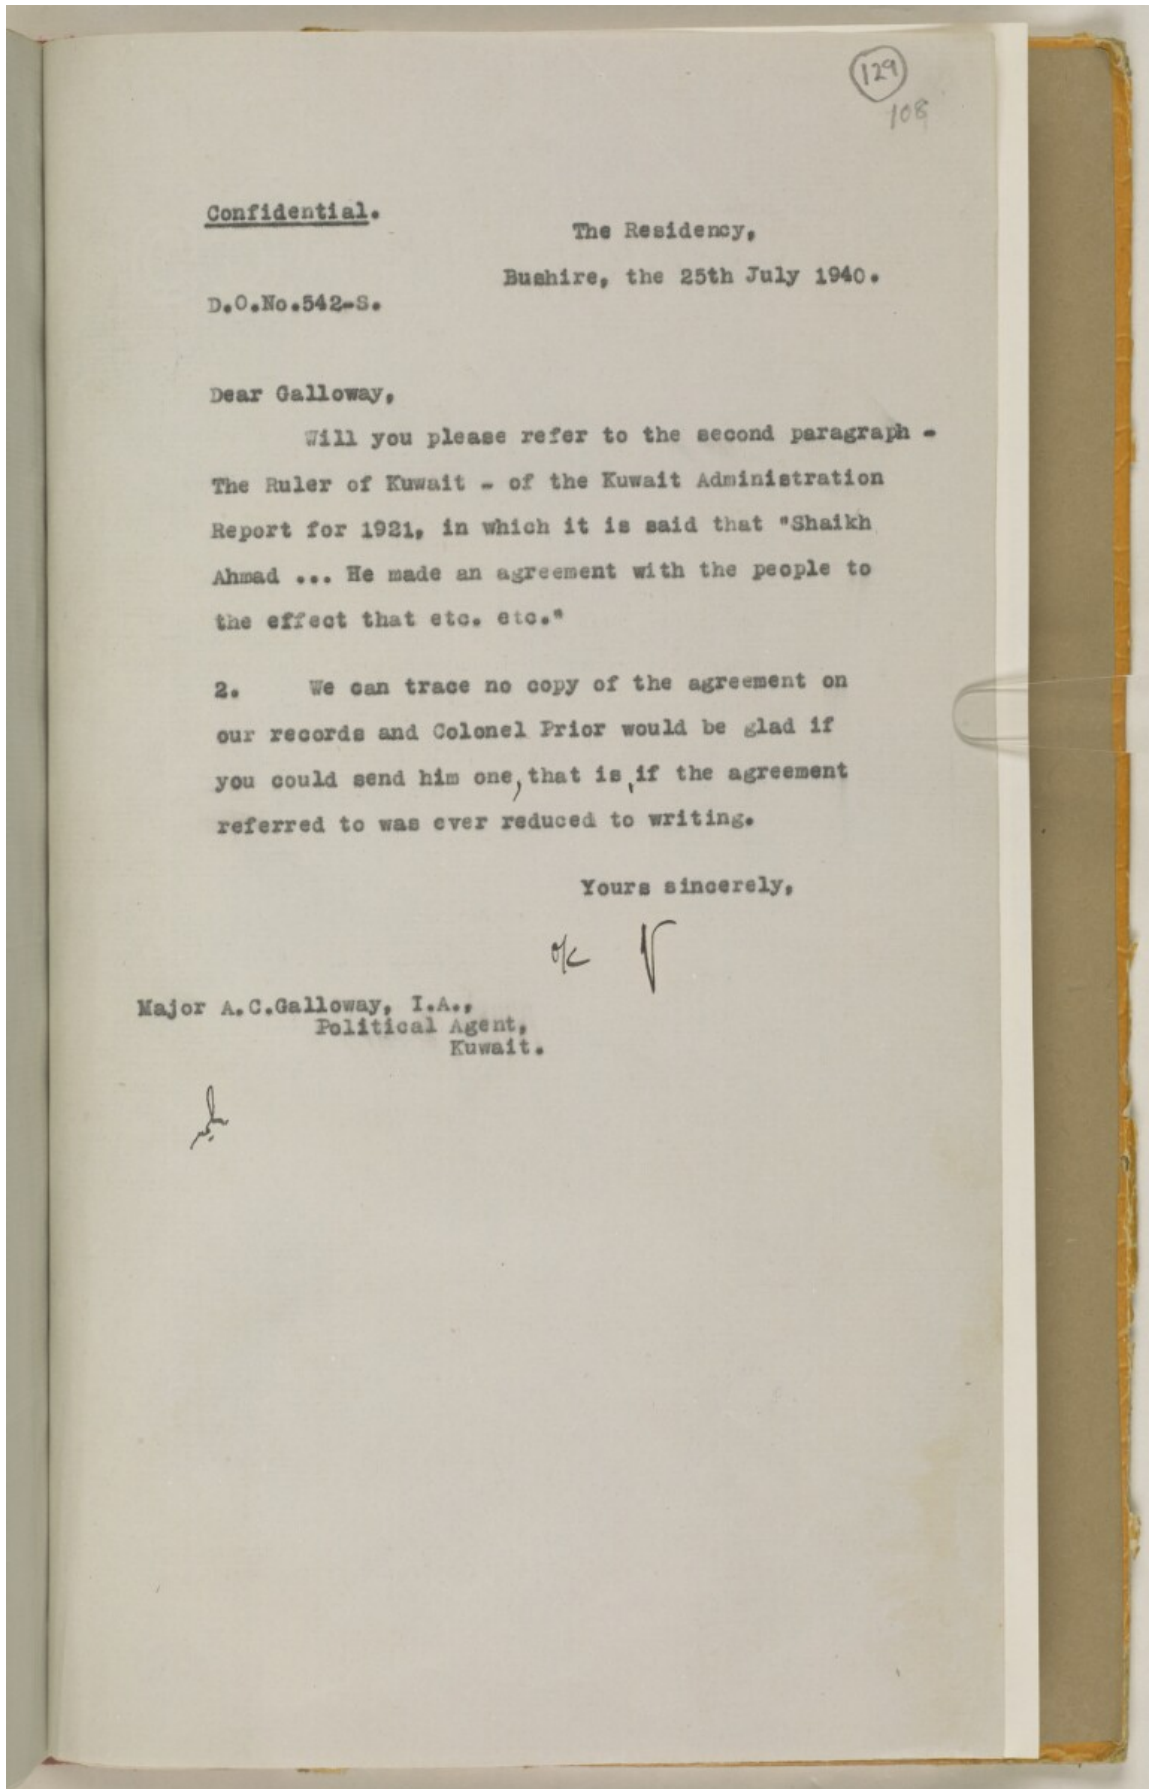 129
108
Confidential.
The Residency,
Bushire, the 25th July 1940.
D.O.No.542-S.
Dear Galloway,
Will you please refer to the second paragraph -
The Ruler of Kuwait - of the Kuwait Administration
Report for 1921, in which it is said that "Shaikh
Ahmad ... He made an agreement with the people to
the effect that etc. etc."
2. We can trace no copy of the agreement on
our records and Colonel Prior would be glad if
you could send him one, that is, if the agreement
referred to was ever reduced to writing.
Yours sincerely,
Major A.C.Galloway, I.A.,
Political Agent,
Kuwait.